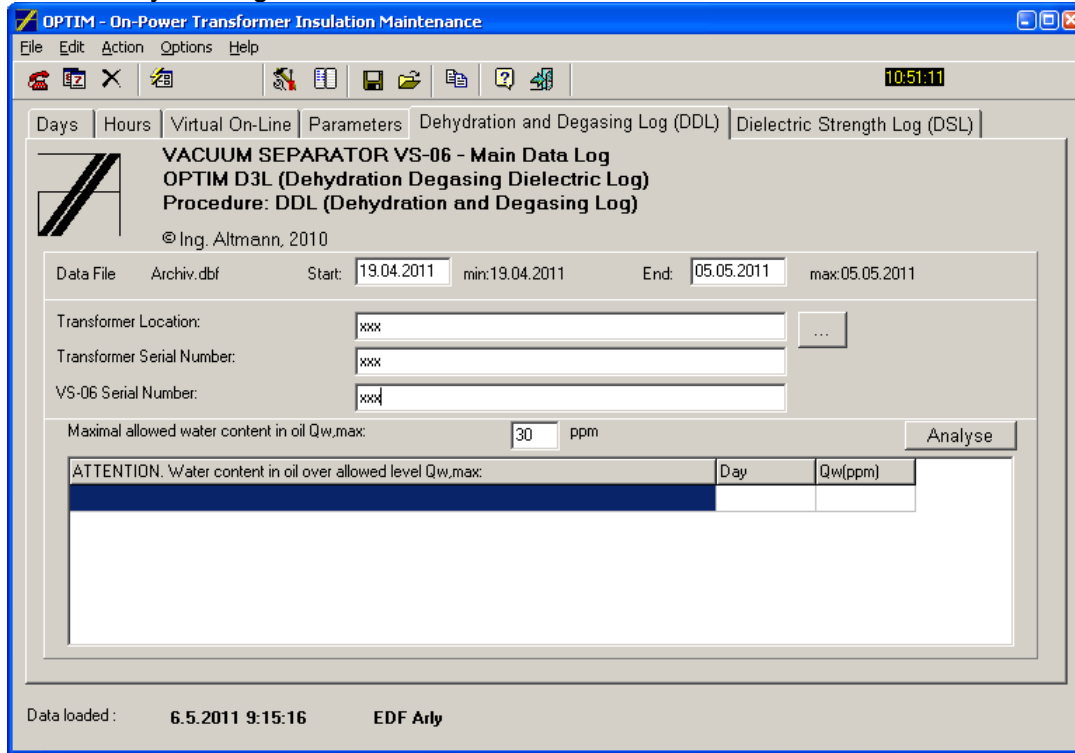 OPTIM - On-Power Transformer Insulation Maintenance
File Edit Action Options Help
10:51:11
Days Hours Virtual On-Line Parameters Dehydration and Degasing Log (DDL) Dielectric Strength Log (DSL)
VACUUM SEPARATOR VS-06 - Main Data Log
OPTIM D3L (Dehydration Degasing Dielectric Log)
Procedure: DDL (Dehydration and Degasing Log)
© Ing. Altmann, 2010
Data File Archiv.dbf Start: 19.04.2011 min:19.04.2011 End: 05.05.2011 max:05.05.2011
Transformer Location: xxx ...
Transformer Serial Number: xxx
VS-06 Serial Number: xxx
Maximal allowed water content in oil Qw,max: 30 ppm Analyse
ATTENTION. Water content in oil over allowed level Qw,max: Day Qw(ppm)
Data loaded : 6.5.2011 9:15:16 EDF Arly